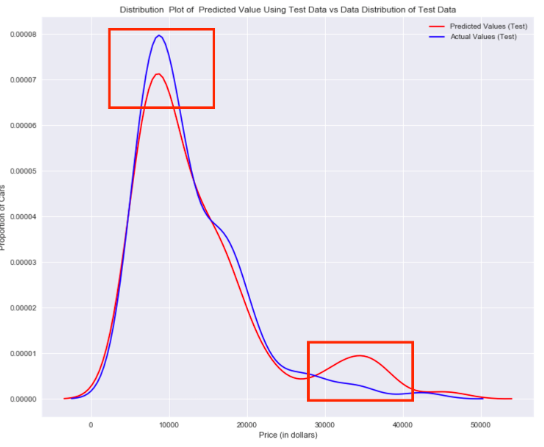 Distribution Plot of Predicted Value Using Test Data vs Data Distribution of Test Data
Predicted Values (Test)
Actual Values (Test)
0.00008
0.00007
0.00006
0.00005
0.00004
0.00003
0.00002
0.00001
0.00000
Proportion of Cars
0 10000 20000 30000 40000 50000
Price (in dollars)